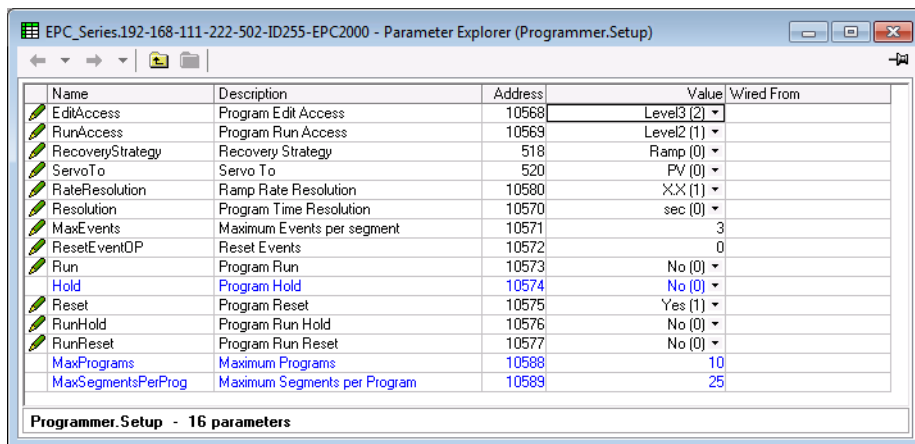 EPC_Series.192-168-111-222-502-ID255-EPC2000 - Parameter Explorer (Programmer.Setup)
Name Description Address Value Wired From
EditAccess Program Edit Access 10568 Level3 (2)
RunAccess Program Run Access 10569 Level2 (1)
RecoveryStrategy Recovery Strategy 518 Ramp (0)
ServoTo Servo To 520 PV (0)
RateResolution Ramp Rate Resolution 10580 X.X (1)
Resolution Program Time Resolution 10570 sec (0)
MaxEvents Maximum Events per segment 10571 3
ResetEventOP Reset Events 10572 0
Run Program Run 10573 No (0)
Hold Program Hold 10574 No (0)
Reset Program Reset 10575 Yes (1)
RunHold Program Run Hold 10576 No (0)
RunReset Program Run Reset 10577 No (0)
MaxPrograms Maximum Programs 10588 10
MaxSegmentsPerProg Maximum Segments per Program 10589 25
Programmer.Setup - 16 parameters